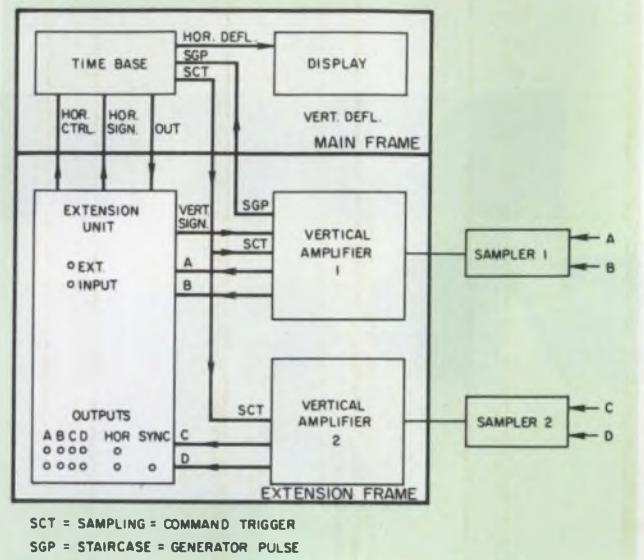 HOR. DEFL.
SGP
SCT
TIME BASE
DISPLAY
HOR. CTRL.
HOR. SIGN.
OUT
VERT. DEFL.
MAIN FRAME
EXTENSION
UNIT
VERT.
SIGN.
SGP
SCT
A
B
VERTICAL
AMPLIFIER
1
SAMPLER 1
A
B
EXT.
INPUT
OUTPUTS
A B C D HOR SYNC
SCT
C
D
VERTICAL
AMPLIFIER
2
SAMPLER 2
C
D
EXTENSION FRAME
SCT = SAMPLING = COMMAND TRIGGER
SGP = STAIRCASE = GENERATOR PULSE